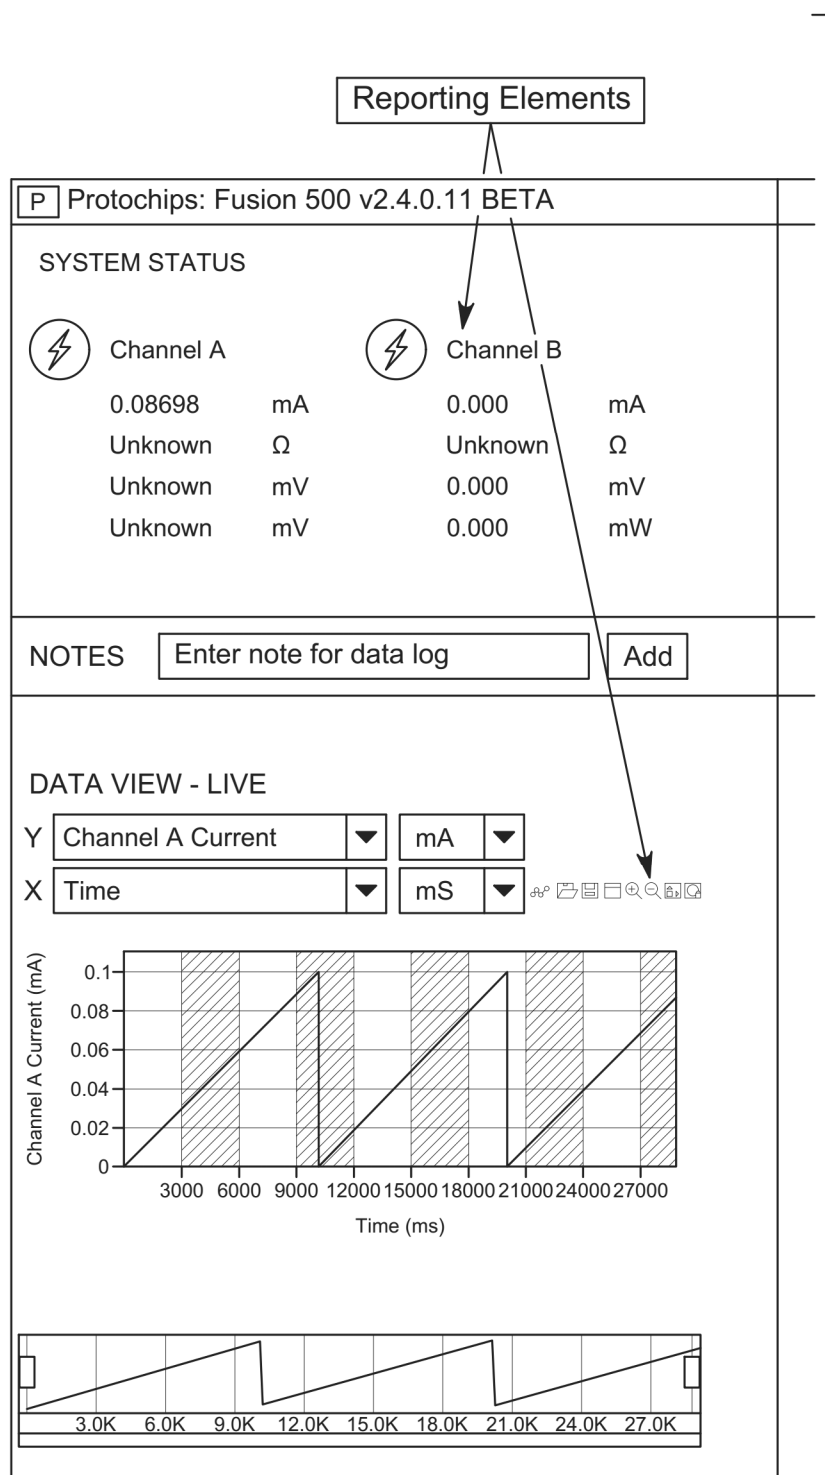 Reporting Elements
P Protochips: Fusion 500 v2.4.0.11 BETA
SYSTEM STATUS
Channel A Channel B
0.08698 mA 0.000 mA
Unknown Ω Unknown Ω
Unknown mV 0.000 mV
Unknown mV 0.000 mW
NOTES Enter note for data log Add
DATA VIEW - LIVE
Y Channel A Current mA
X Time mS
Channel A Current (mA)
0.1
0.08
0.06
0.04
0.02
0
3000 6000 9000 12000 15000 18000 21000 24000 27000
Time (ms)
3.0K 6.0K 9.0K 12.0K 15.0K 18.0K 21.0K 24.0K 27.0K